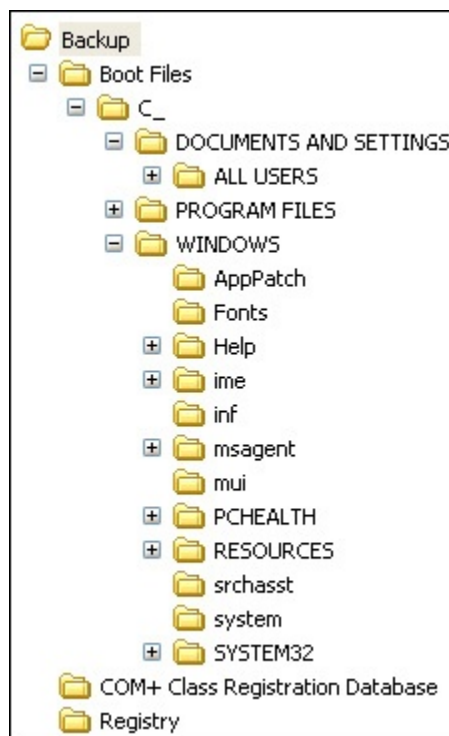 Backup
Boot Files
C_
DOCUMENTS AND SETTINGS
ALL USERS
PROGRAM FILES
WINDOWS
AppPatch
Fonts
Help
ime
inf
msagent
mui
PCHEALTH
RESOURCES
srchasst
system
SYSTEM32
COM+ Class Registration Database
Registry